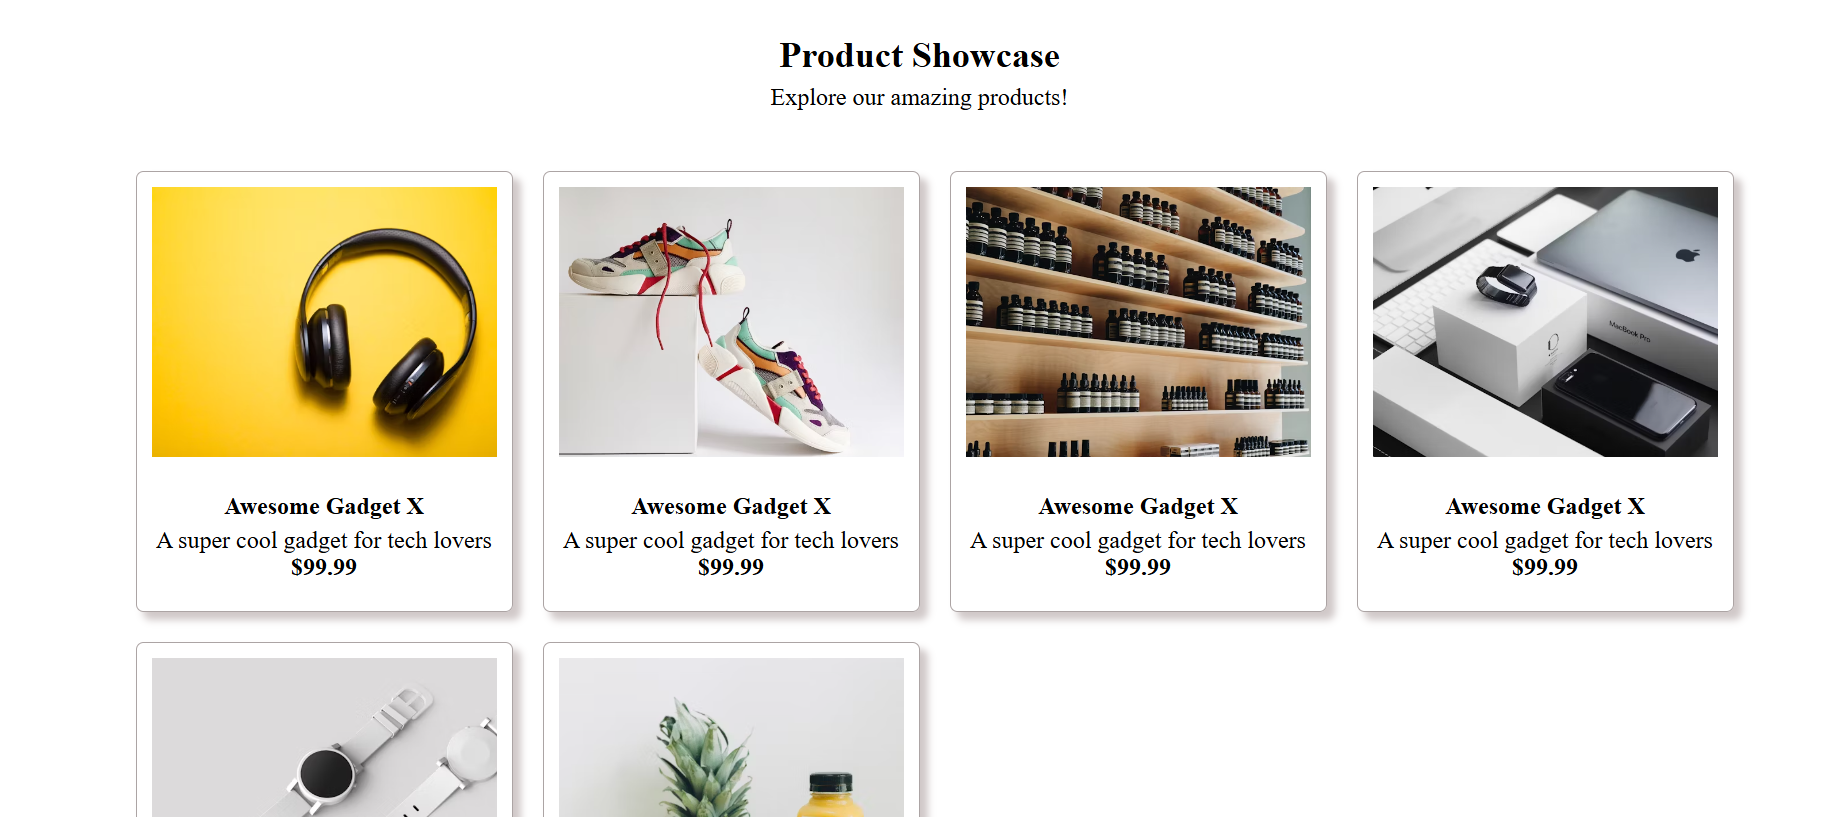 Product Showcase
Explore our amazing products!
MacBook Pro
Awesome Gadget X
A super cool gadget for tech lovers
$99.99
Awesome Gadget X
A super cool gadget for tech lovers
$99.99
Awesome Gadget X
A super cool gadget for tech lovers
$99.99
Awesome Gadget X
A super cool gadget for tech lovers
$99.99